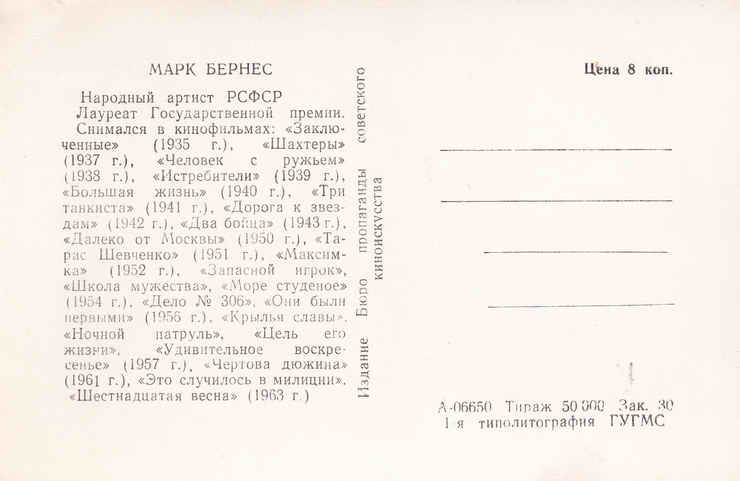 МАРК БЕРНЕС
Народный артист РСФСР
Лауреат Государственной премии.
Снимался в кинофильмах: «Заклю-
ченные» (1935 г.), «Шахтеры»
(1937 г.), «Человек с ружьем»
(1938 г.), «Истребители» (1939 г.),
«Большая жизнь» (1940 г.), «Три
танкиста» (1941 г.), «Дорога к звез-
дам» (1942 г.), «Два бойца» (1943 г.),
«Далеко от Москвы» (1950 г.), «Та-
рас Шевченко» (1951 г.), «Максим-
ка» (1952 г.), «Запасной игрок»,
«Школа мужества», «Море студеное»
(1954 г.), «Дело № 306», «Они были
первыми» (1956 г.), «Крылья славы»,
«Ночной патруль», «Цель его
жизни», «Удивительное воскре-
сенье» (1957 г.), «Чертова дюжина»
(1961 г.), «Это случилось в милиции»,
«Шестнадцатая весна» (1963 г.)
Издание Бюро пропаганды советского
киноискусства
Цена 8 коп.
А-06650 Тираж 50 000 Зак. 30
1-я типолитография ГУГМС